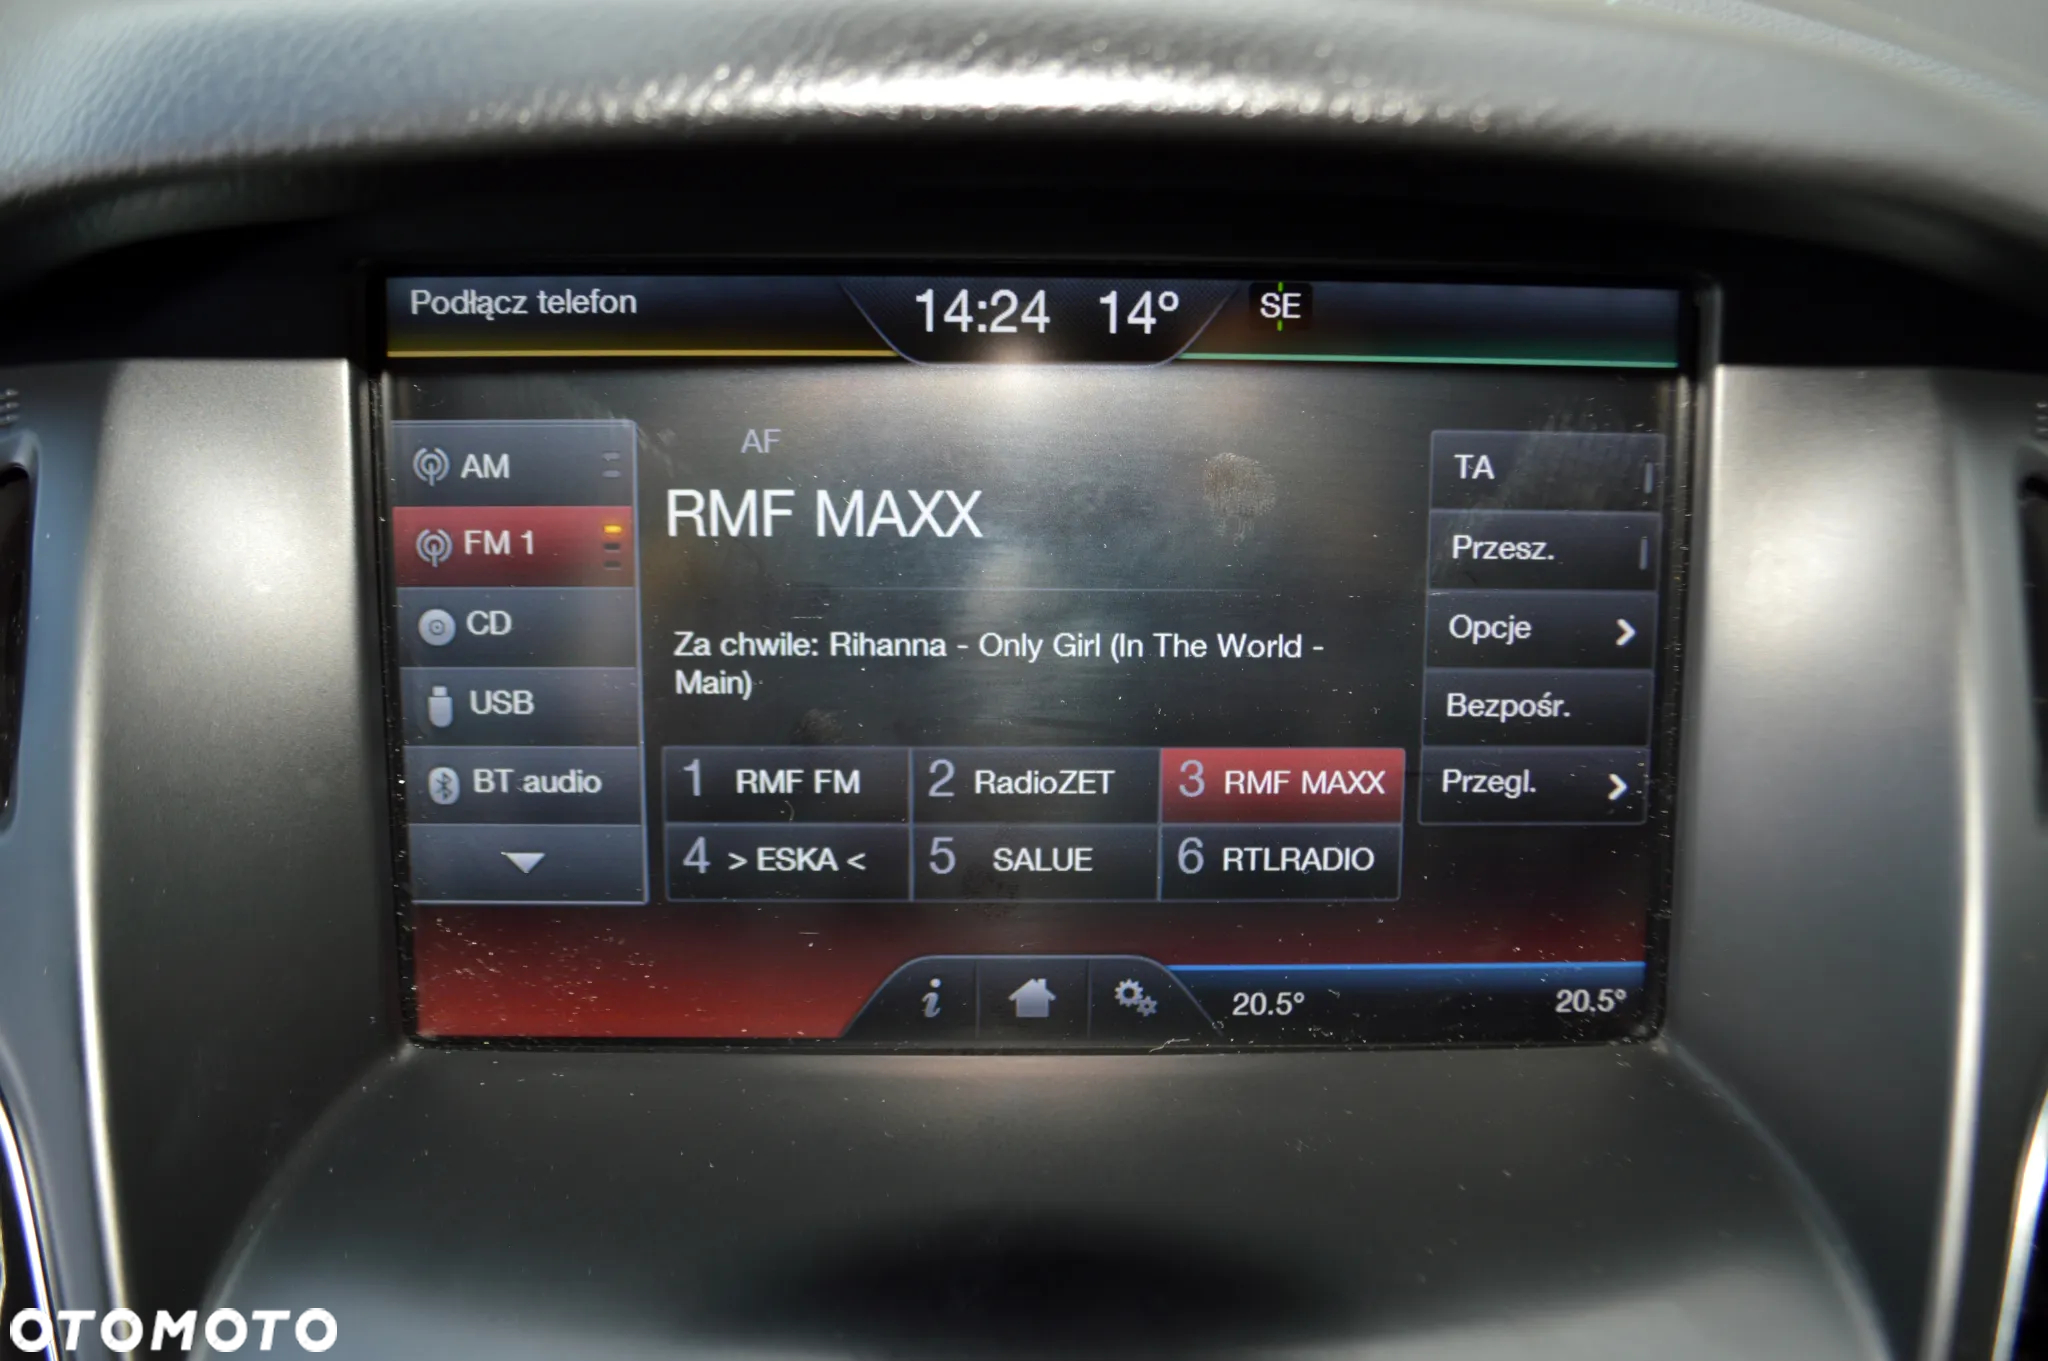 Podłącz telefon
14:24 14°
SE
AM
FM 1
CD
USB
BT audio
AF
RMF MAXX
Za chwile: Rihanna - Only Girl (In The World -
Main)
1 RMF FM
2 RadioZET
3 RMF MAXX
4 > ESKA <
5 SALUE
6 RTLRADIO
TA
Przesz.
Opcje
Bezpośr.
Przegl.
i
20.5°
20.5°
OTOMOTO